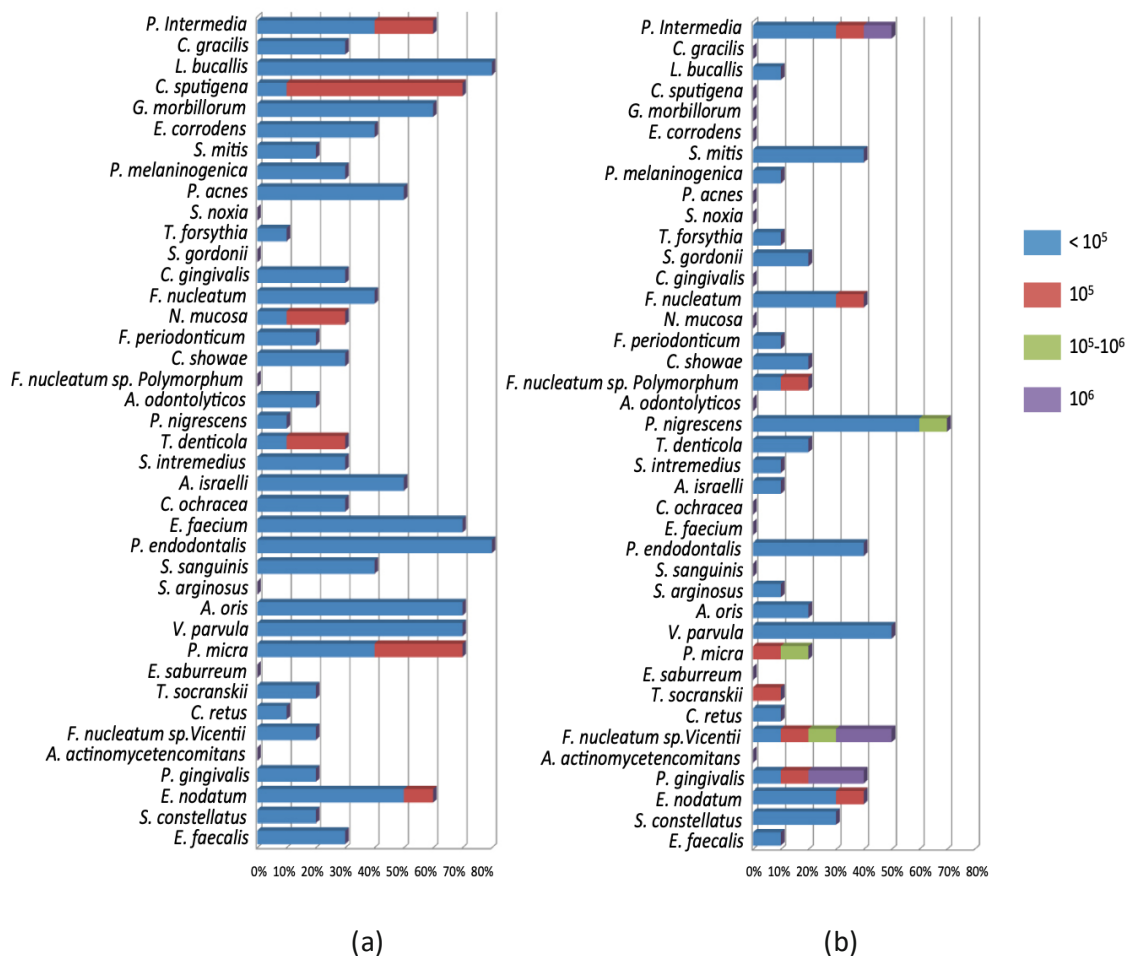 P. Intermedia
C. gracilis
L. bucallis
C. sputigena
G. morbillorum
E. corrodens
S. mitis
P. melaninogenica
P. acnes
S. noxia
T. forsythia
S. gordonii
C. gingivalis
F. nucleatum
N. mucosa
F. periodonticum
C. showae
F. nucleatum sp. Polymorphum
A. odontolyticos
P. nigrescens
T. denticola
S. intremedius
A. israelli
C. ochracea
E. faecium
P. endodontalis
S. sanguinis
S. arginosus
A. oris
V. parvula
P. micra
E. saburreum
T. socranskii
C. retus
F. nucleatum sp.Vicentii
A. actinomycetencomitans
P. gingivalis
E. nodatum
S. constellatus
E. faecalis
0% 10% 20% 30% 40% 50% 60% 70% 80%
(a)
P. Intermedia
C. gracilis
L. bucallis
C. sputigena
G. morbillorum
E. corrodens
S. mitis
P. melaninogenica
P. acnes
S. noxia
T. forsythia
S. gordonii
C. gingivalis
F. nucleatum
N. mucosa
F. periodonticum
C. showae
F. nucleatum sp. Polymorphum
A. odontolyticos
P. nigrescens
T. denticola
S. intremedius
A. israelli
C. ochracea
E. faecium
P. endodontalis
S. sanguinis
S. arginosus
A. oris
V. parvula
P. micra
E. saburreum
T. socranskii
C. retus
F. nucleatum sp.Vicentii
A. actinomycetencomitans
P. gingivalis
E. nodatum
S. constellatus
E. faecalis
0% 10% 20% 30% 40% 50% 60% 70% 80%
(b)
< 10⁵
10⁵
10⁵-10⁶
10⁶